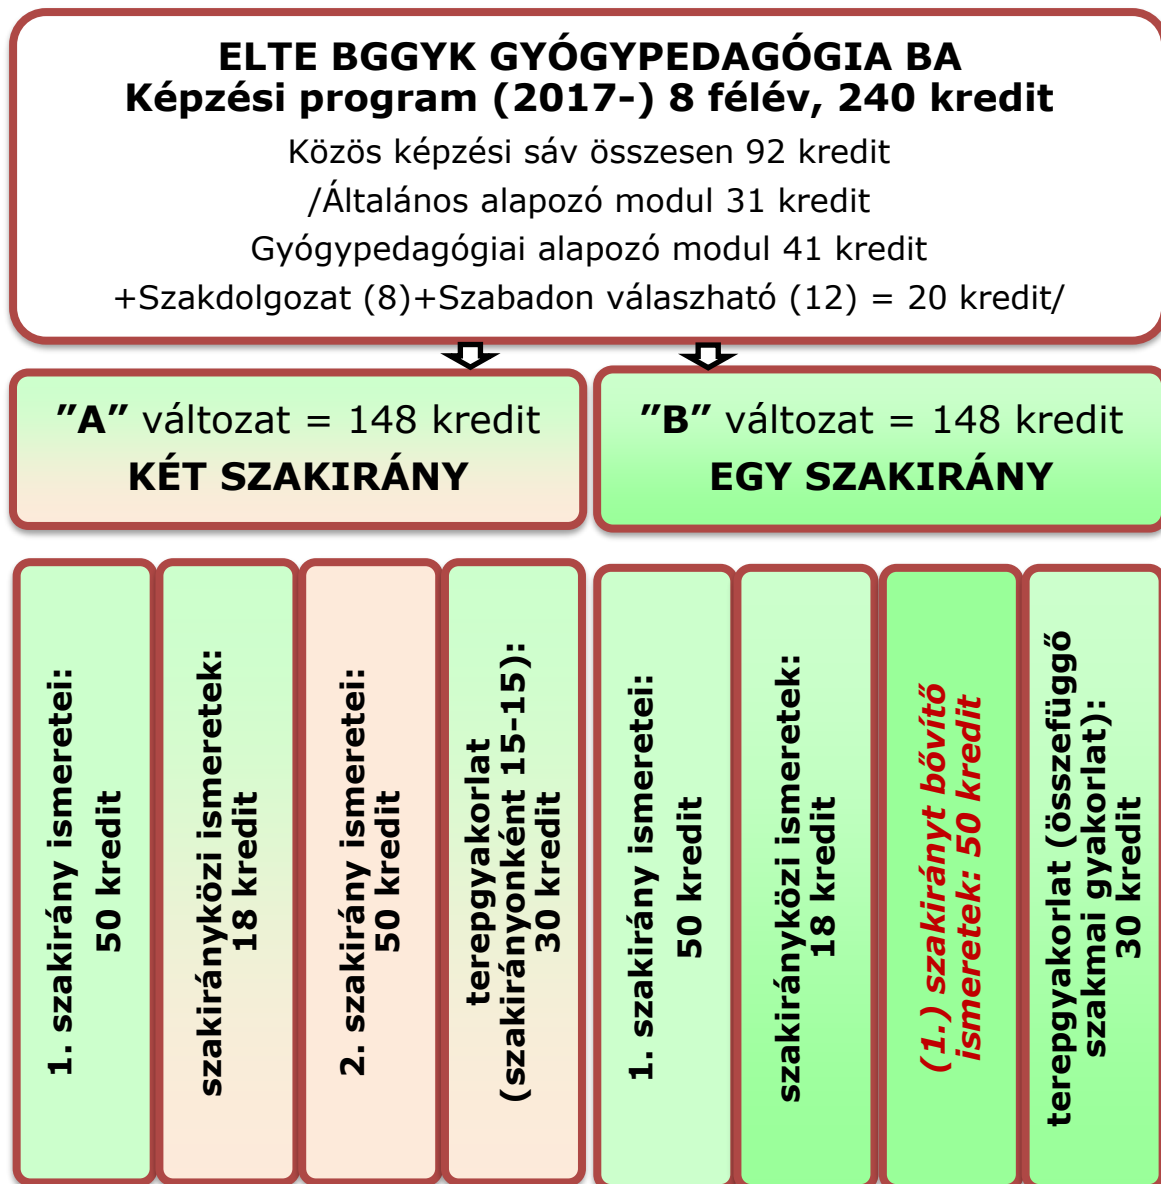 ELTE BGGYK GYÓGYPEDAGÓGIA BA
Képzési program (2017-) 8 félév, 240 kredit
Közös képzési sáv összesen 92 kredit
/Általános alapozó modul 31 kredit
Gyógypedagógiai alapozó modul 41 kredit
+Szakdolgozat (8)+Szabadon válaszható (12) = 20 kredit/
”A” változat = 148 kredit
KÉT SZAKIRÁNY
”B” változat = 148 kredit
EGY SZAKIRÁNY
1. szakirány ismeretei:
50 kredit
szakirányközi ismeretek:
18 kredit
2. szakirány ismeretei:
50 kredit
terepgyakorlat
(szakirányonként 15-15):
30 kredit
1. szakirány ismeretei:
50 kredit
szakirányközi ismeretek:
18 kredit
(1.) szakirányt bővítő
ismeretek: 50 kredit
terepgyakorlat (összefüggő
szakmai gyakorlat):
30 kredit